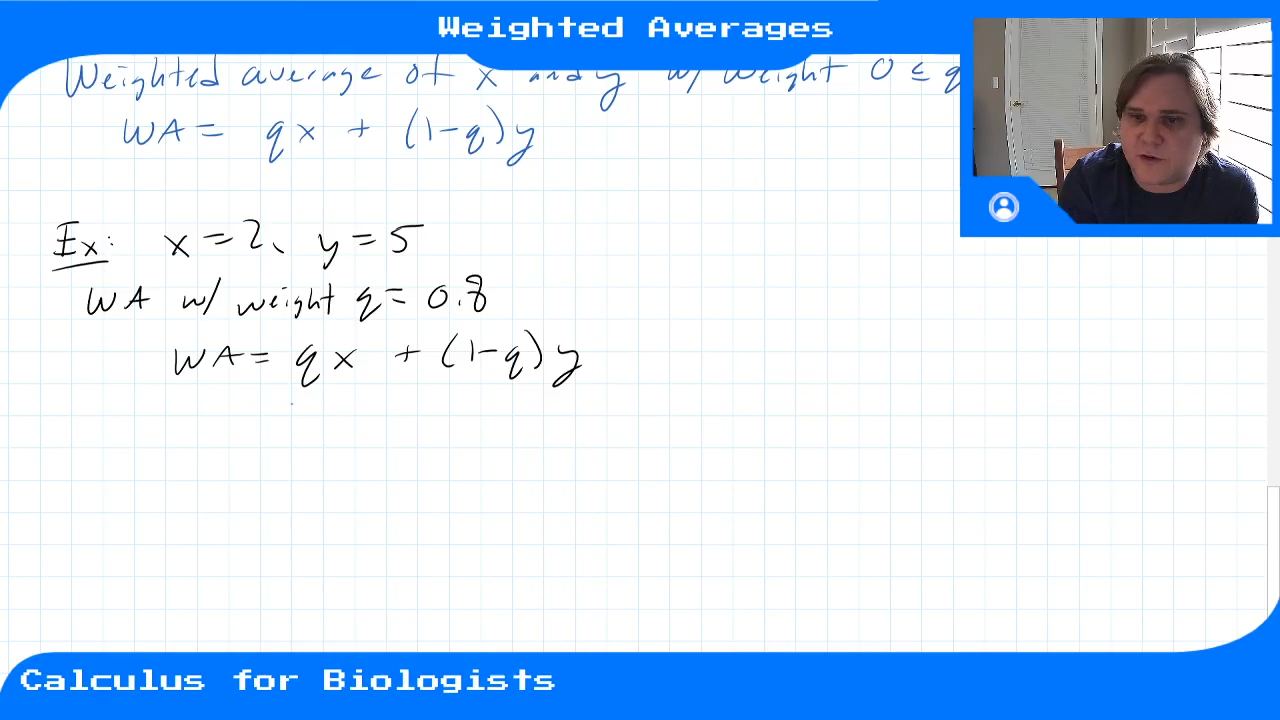 Weighted Averages
Weighted average of x and y w/ weight 0 ≤ q
WA = qx + (1-q)y
Ex: x = 2, y = 5
WA w/ weight q = 0.8
WA = qx + (1-q)y
Calculus for Biologists